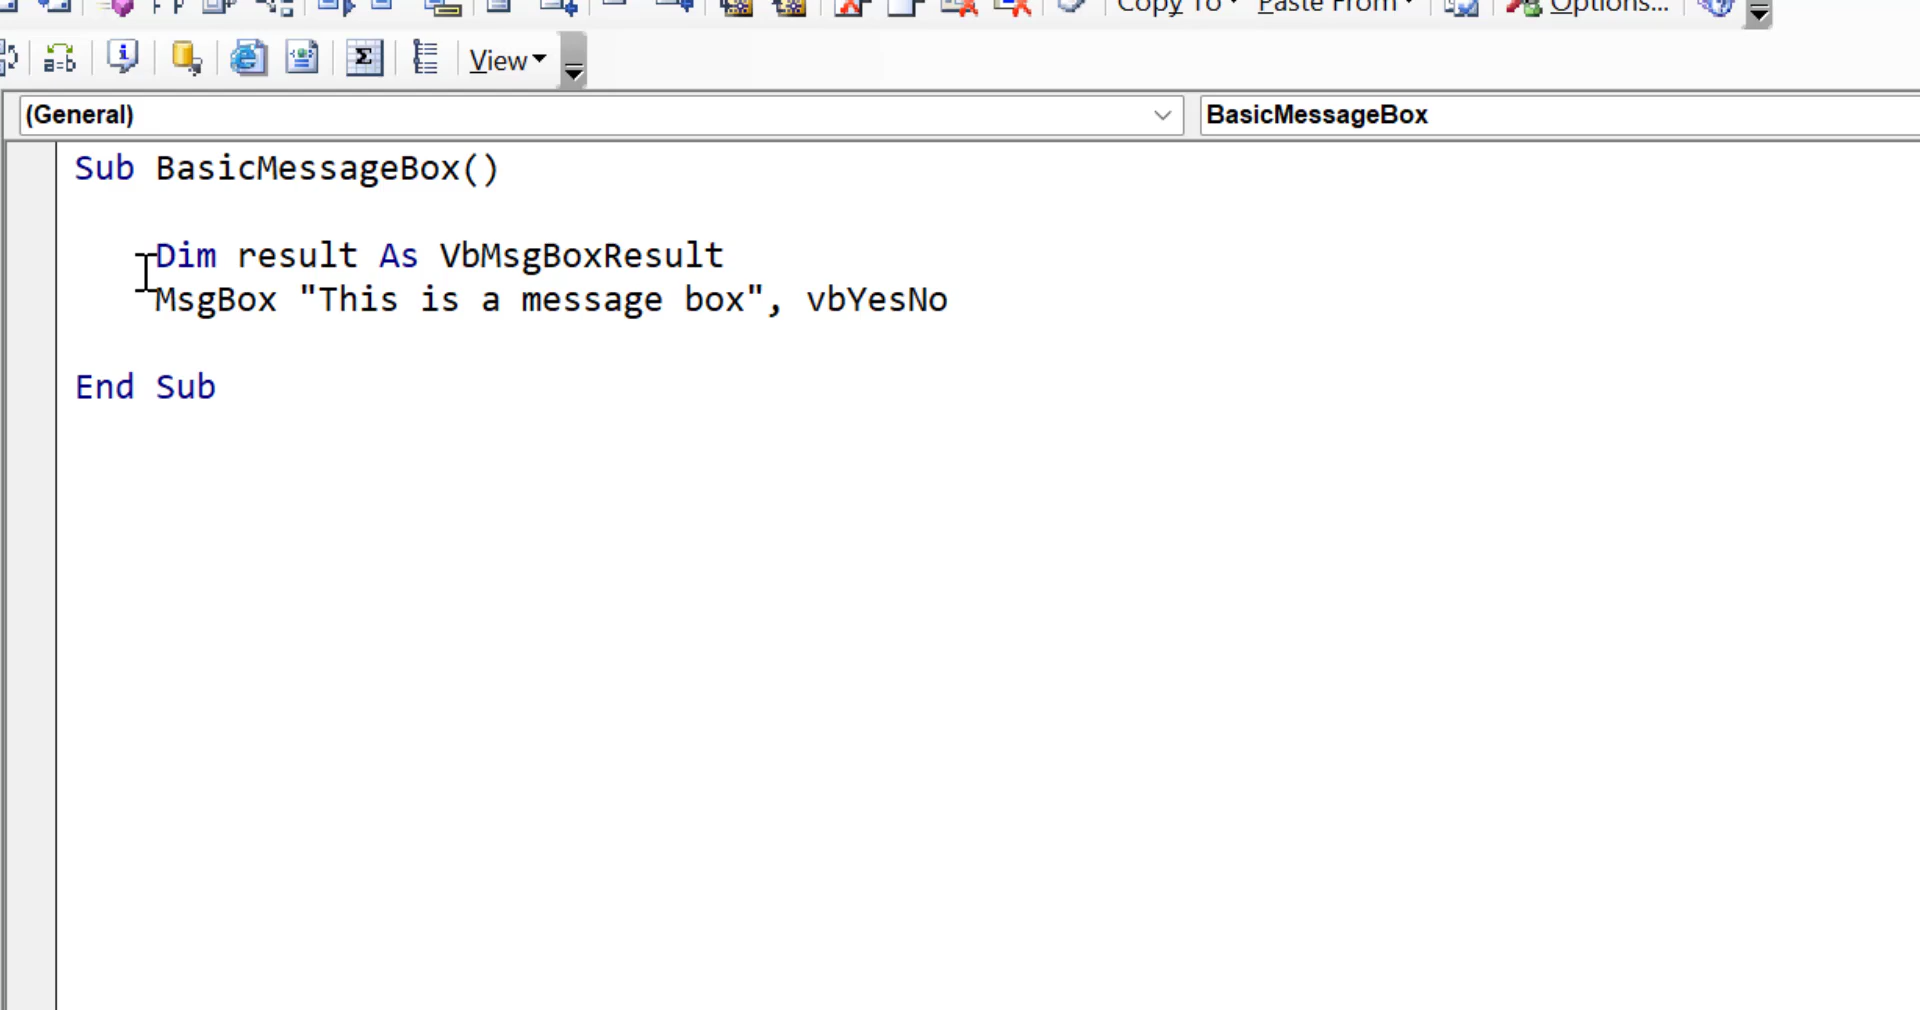 Copy To Paste From Options...
a=b View
(General) BasicMessageBox
Sub BasicMessageBox()
Dim result As VbMsgBoxResult
MsgBox "This is a message box", vbYesNo
End Sub